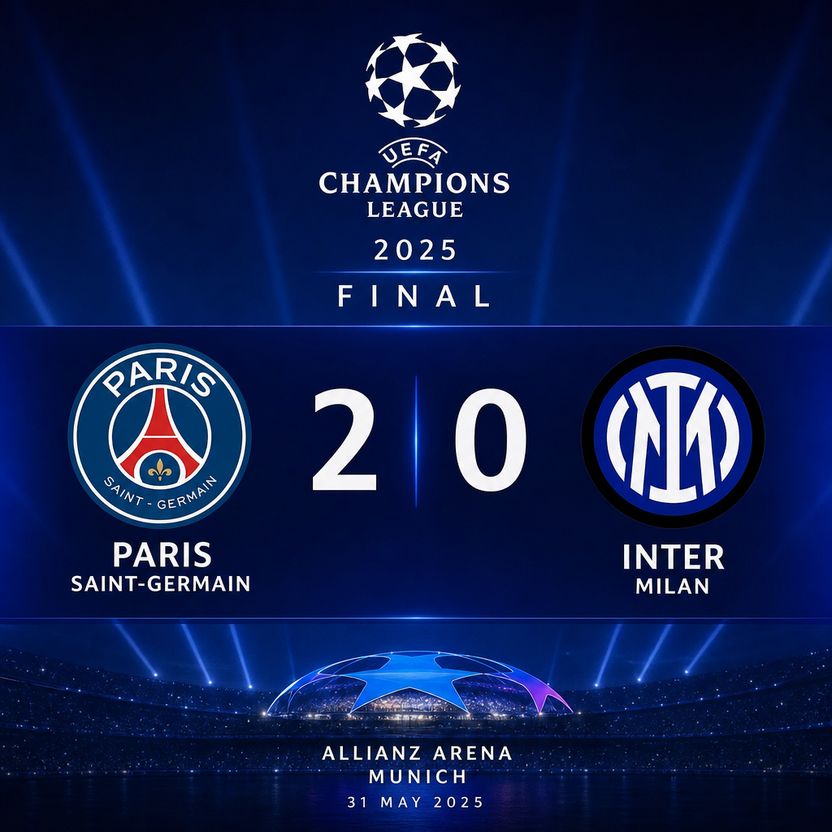 UEFA
CHAMPIONS
LEAGUE
2025
FINAL
PARIS
SAINT - GERMAIN
2 0
PARIS
SAINT-GERMAIN
INTER
MILAN
ALLIANZ ARENA
MUNICH
31 MAY 2025